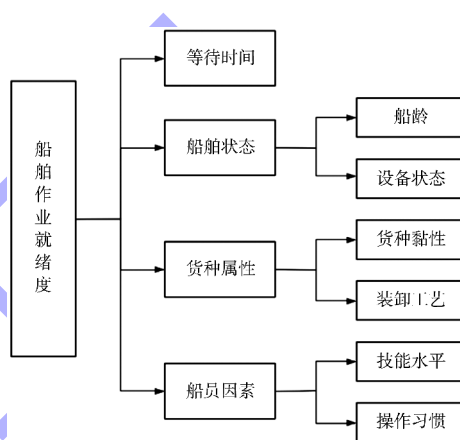 船舶作业就绪度
等待时间
船舶状态
船龄
设备状态
货种属性
货种黏性
装卸工艺
船员因素
技能水平
操作习惯